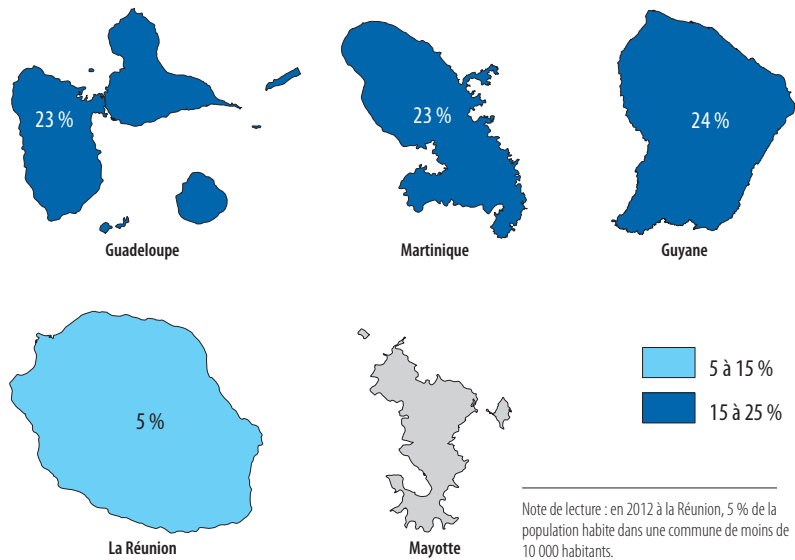 23 %
23 %
24 %
Guadeloupe
Martinique
Guyane
5 %
5 à 15 %
15 à 25 %
La Réunion
Mayotte
Note de lecture : en 2012 à la Réunion, 5 % de la
population habite dans une commune de moins de
10 000 habitants.